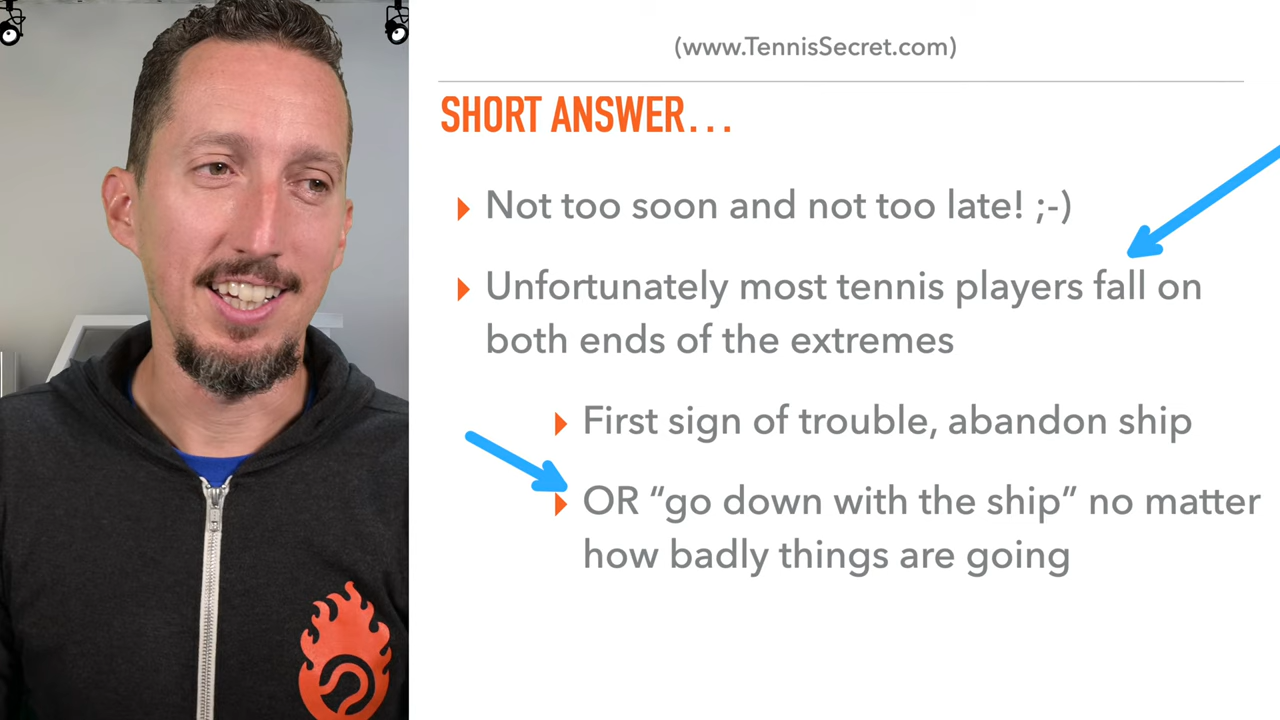 (www.TennisSecret.com)
SHORT ANSWER...
Not too soon and not too late! ;-)
Unfortunately most tennis players fall on
both ends of the extremes
First sign of trouble, abandon ship
OR “go down with the ship” no matter
how badly things are going